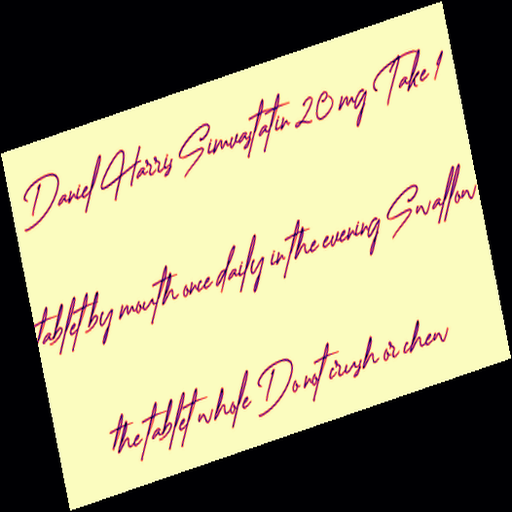 Daniel Harris Simvastatin 20 mg Take 1
tablet by mouth once daily in the evening Swallow
the tablet whole Do not crush or chew